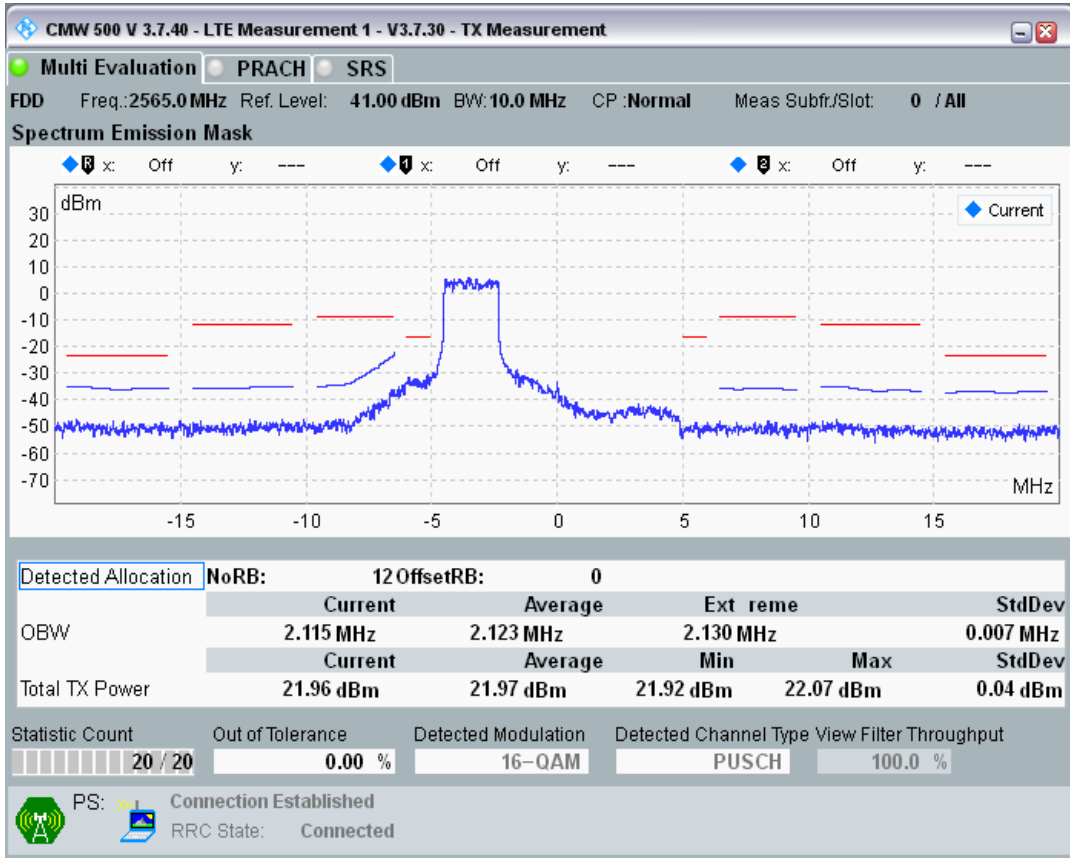 CMW 500 V 3.7.40 - LTE Measurement 1 - V3.7.30 - TX Measurement
Multi Evaluation PRACH SRS
FDD Freq.:2565.0 MHz Ref. Level: 41.00 dBm BW: 10.0 MHz CP :Normal Meas Subfr./Slot: 0 / All
Spectrum Emission Mask
R x: Off y: --- 1 x: Off y: --- 2 x: Off y: ---
dBm
Current
30
20
10
0
-10
-20
-30
-40
-50
-60
-70
MHz
-15 -10 -5 0 5 10 15
Detected Allocation NoRB: 12 OffsetRB: 0
Current Average Ext reme StdDev
OBW 2.115 MHz 2.123 MHz 2.130 MHz 0.007 MHz
Current Average Min Max StdDev
Total TX Power 21.96 dBm 21.97 dBm 21.92 dBm 22.07 dBm 0.04 dBm
Statistic Count Out of Tolerance Detected Modulation Detected Channel Type View Filter Throughput
20 / 20 0.00 % 16-QAM PUSCH 100.0 %
PS: Connection Established
RRC State: Connected